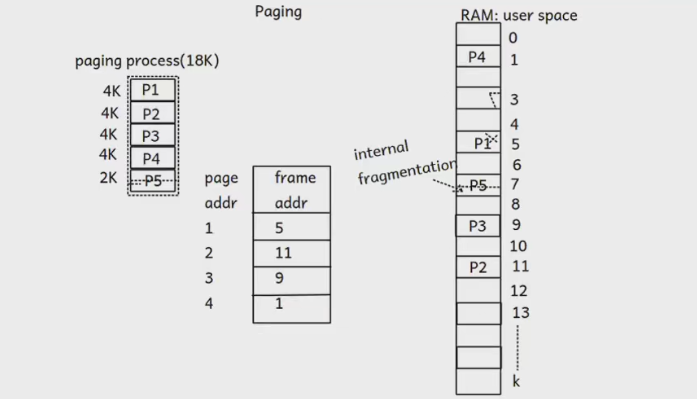 Paging
RAM: user space
paging process(18K)
4K P1
4K P2
4K P3
4K P4
2K P5
page frame
addr addr
1 5
2 11
3 9
4 1
internal
fragmentation
0
P4 1
3
4
P1 5
6
P5 7
8
P3 9
10
P2 11
12
13
k